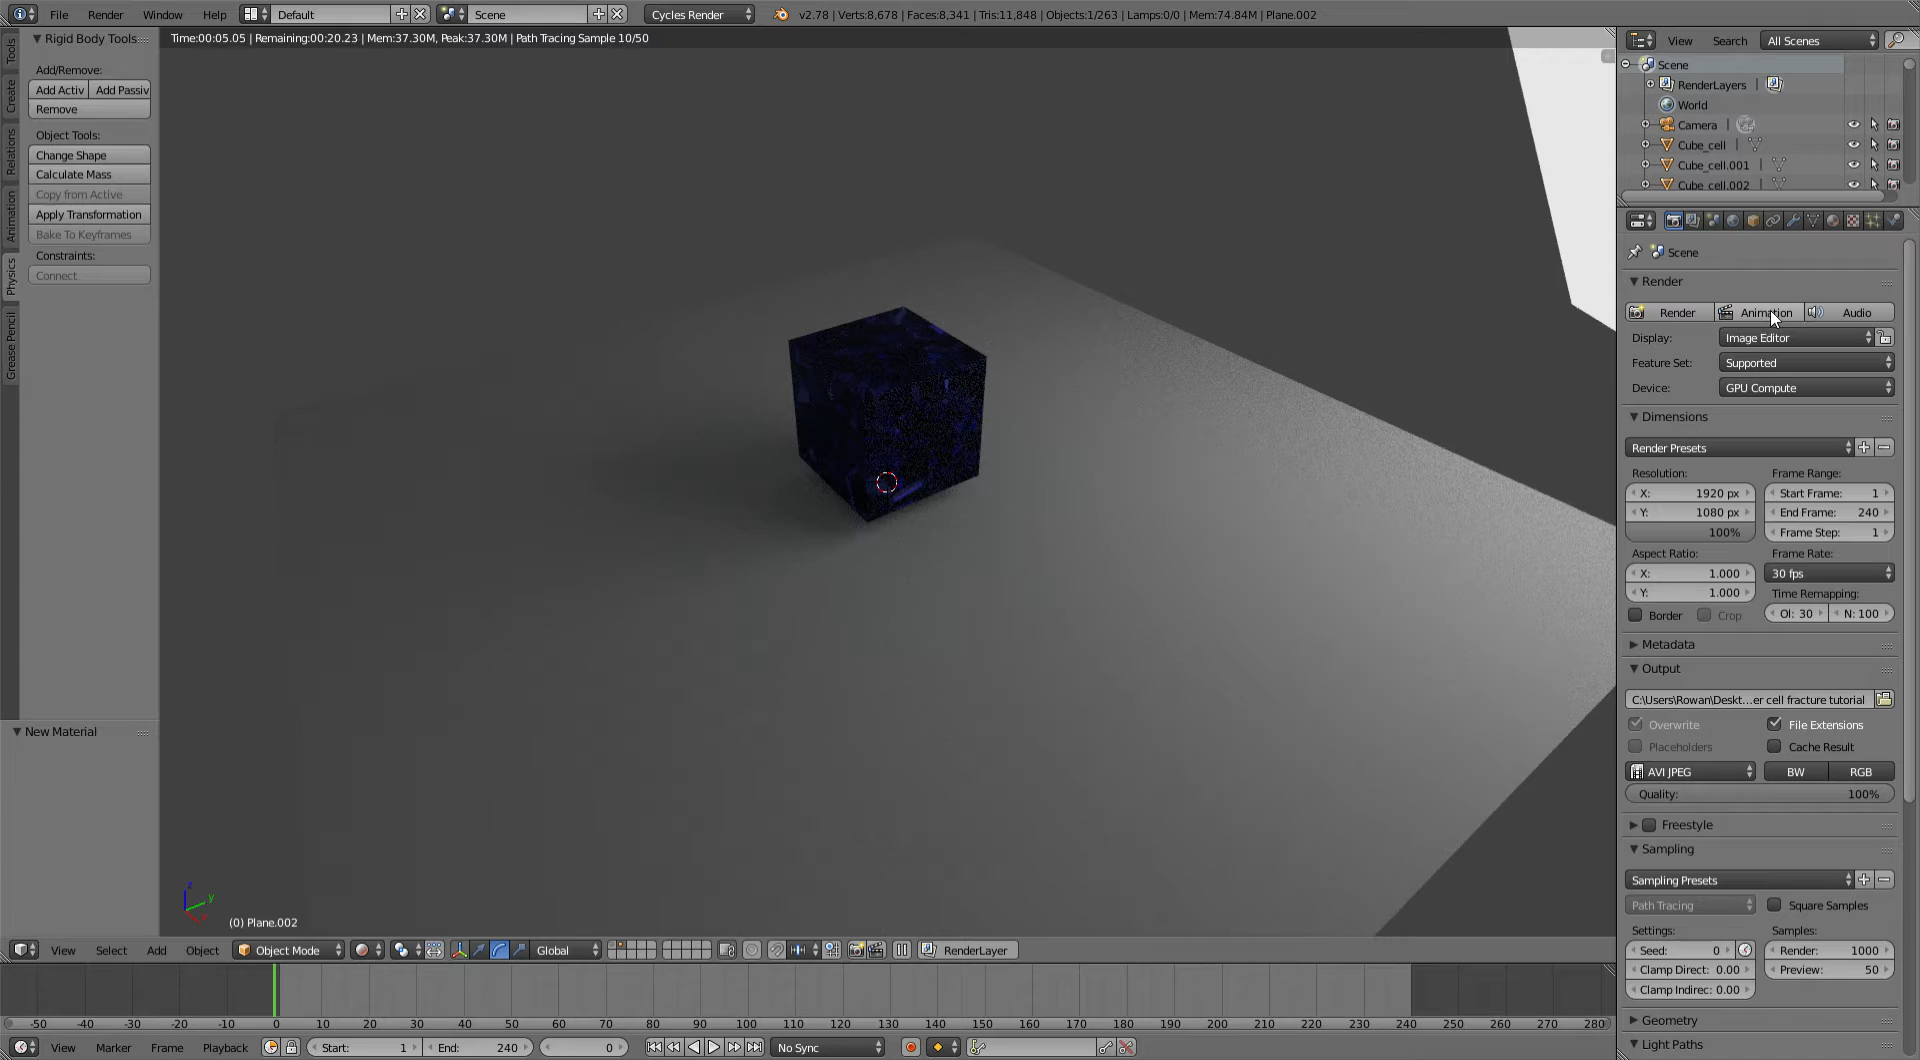 File Render Window Help Default Scene Cycles Render v2.78 | Verts:8,678 | Faces:8,341 | Tris:11,848 | Objects:1/263 | Lamps:0/0 | Mem:74.84M | Plane.002
Time:00:05.05 | Remaining:00:20.23 | Mem:37.30M, Peak:37.30M | Path Tracing Sample 10/50
Tools
Create
Relations
Animation
Physics
Grease Pencil
Rigid Body Tools
Add/Remove:
Add Activ Add Passiv
Remove
Object Tools:
Change Shape
Calculate Mass
Copy from Active
Apply Transformation
Bake To Keyframes
Constraints:
Connect
New Material
z
y
(0) Plane.002
View Search All Scenes
Scene
RenderLayers |
World
Camera |
Cube_cell |
Cube_cell.001 |
Cube_cell.002 |
Scene
Render
Render Animation Audio
Display: Image Editor
Feature Set: Supported
Device: GPU Compute
Dimensions
Render Presets
Resolution: Frame Range:
X: 1920 px Start Frame: 1
Y: 1080 px End Frame: 240
100% Frame Step: 1
Aspect Ratio: Frame Rate:
X: 1.000 30 fps
Y: 1.000 Time Remapping:
Border Crop Ol: 30 N: 100
Metadata
Output
C:\Users\Rowan\Deskt...er cell fracture tutorial
Overwrite File Extensions
Placeholders Cache Result
AVI JPEG BW RGB
Quality: 100%
Freestyle
Sampling
Sampling Presets
Path Tracing Square Samples
Settings: Samples:
Seed: 0 Render: 1000
Clamp Direct: 0.00 Preview: 50
Clamp Indirec: 0.00
Geometry
Light Paths
View Select Add Object Object Mode Global RenderLayer
-50 -40 -30 -20 -10 0 10 20 30 40 50 60 70 80 90 100 110 120 130 140 150 160 170 180 190 200 210 220 230 240 250 260 270 280
View Marker Frame Playback Start: 1 End: 240 0 No Sync